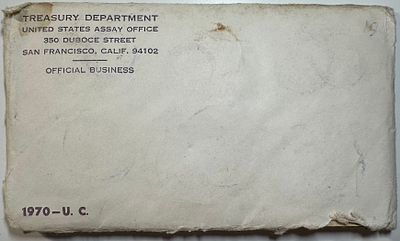 TREASURY DEPARTMENT
UNITED STATES ASSAY OFFICE
350 DUBOCE STREET
SAN FRANCISCO, CALIF. 94102
OFFICIAL BUSINESS
1970—U. C.